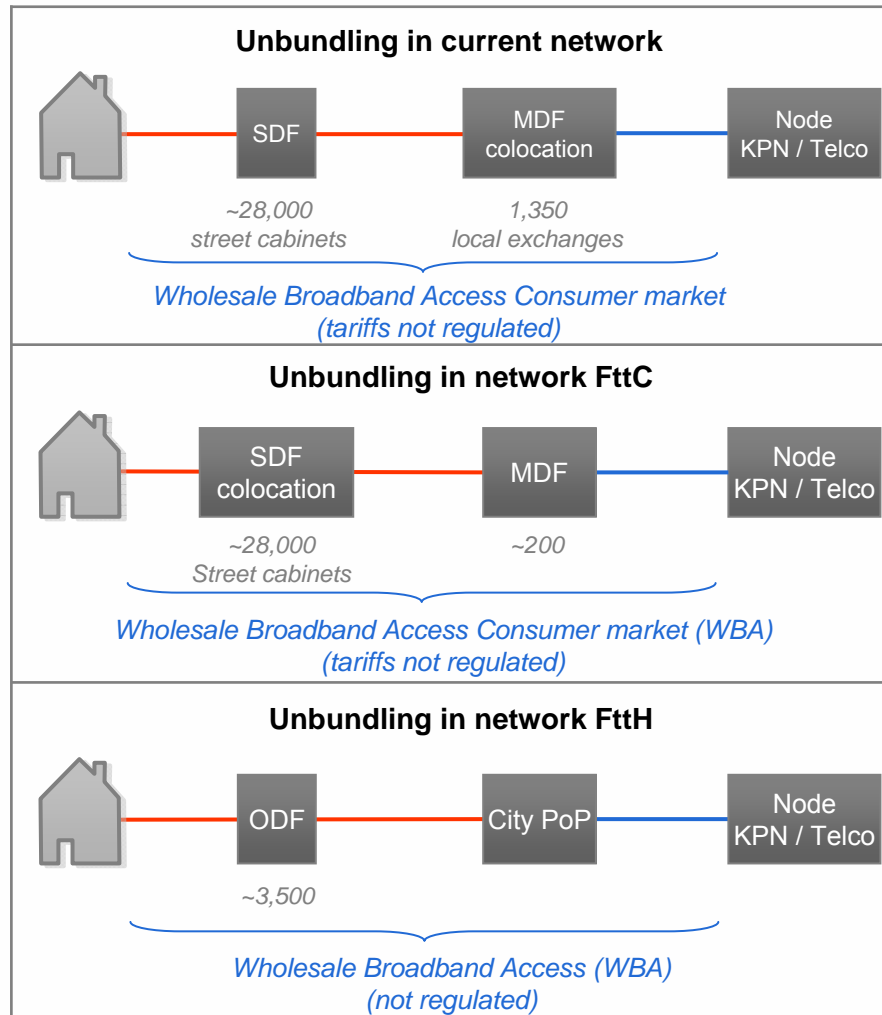 Unbundling in current network
SDF
MDF
colocation
Node
KPN / Telco
~28,000
street cabinets
1,350
local exchanges
Wholesale Broadband Access Consumer market
(tariffs not regulated)
Unbundling in network FttC
SDF
colocation
MDF
Node
KPN / Telco
~28,000
Street cabinets
~200
Wholesale Broadband Access Consumer market (WBA)
(tariffs not regulated)
Unbundling in network FttH
ODF
City PoP
Node
KPN / Telco
~3,500
Wholesale Broadband Access (WBA)
(not regulated)